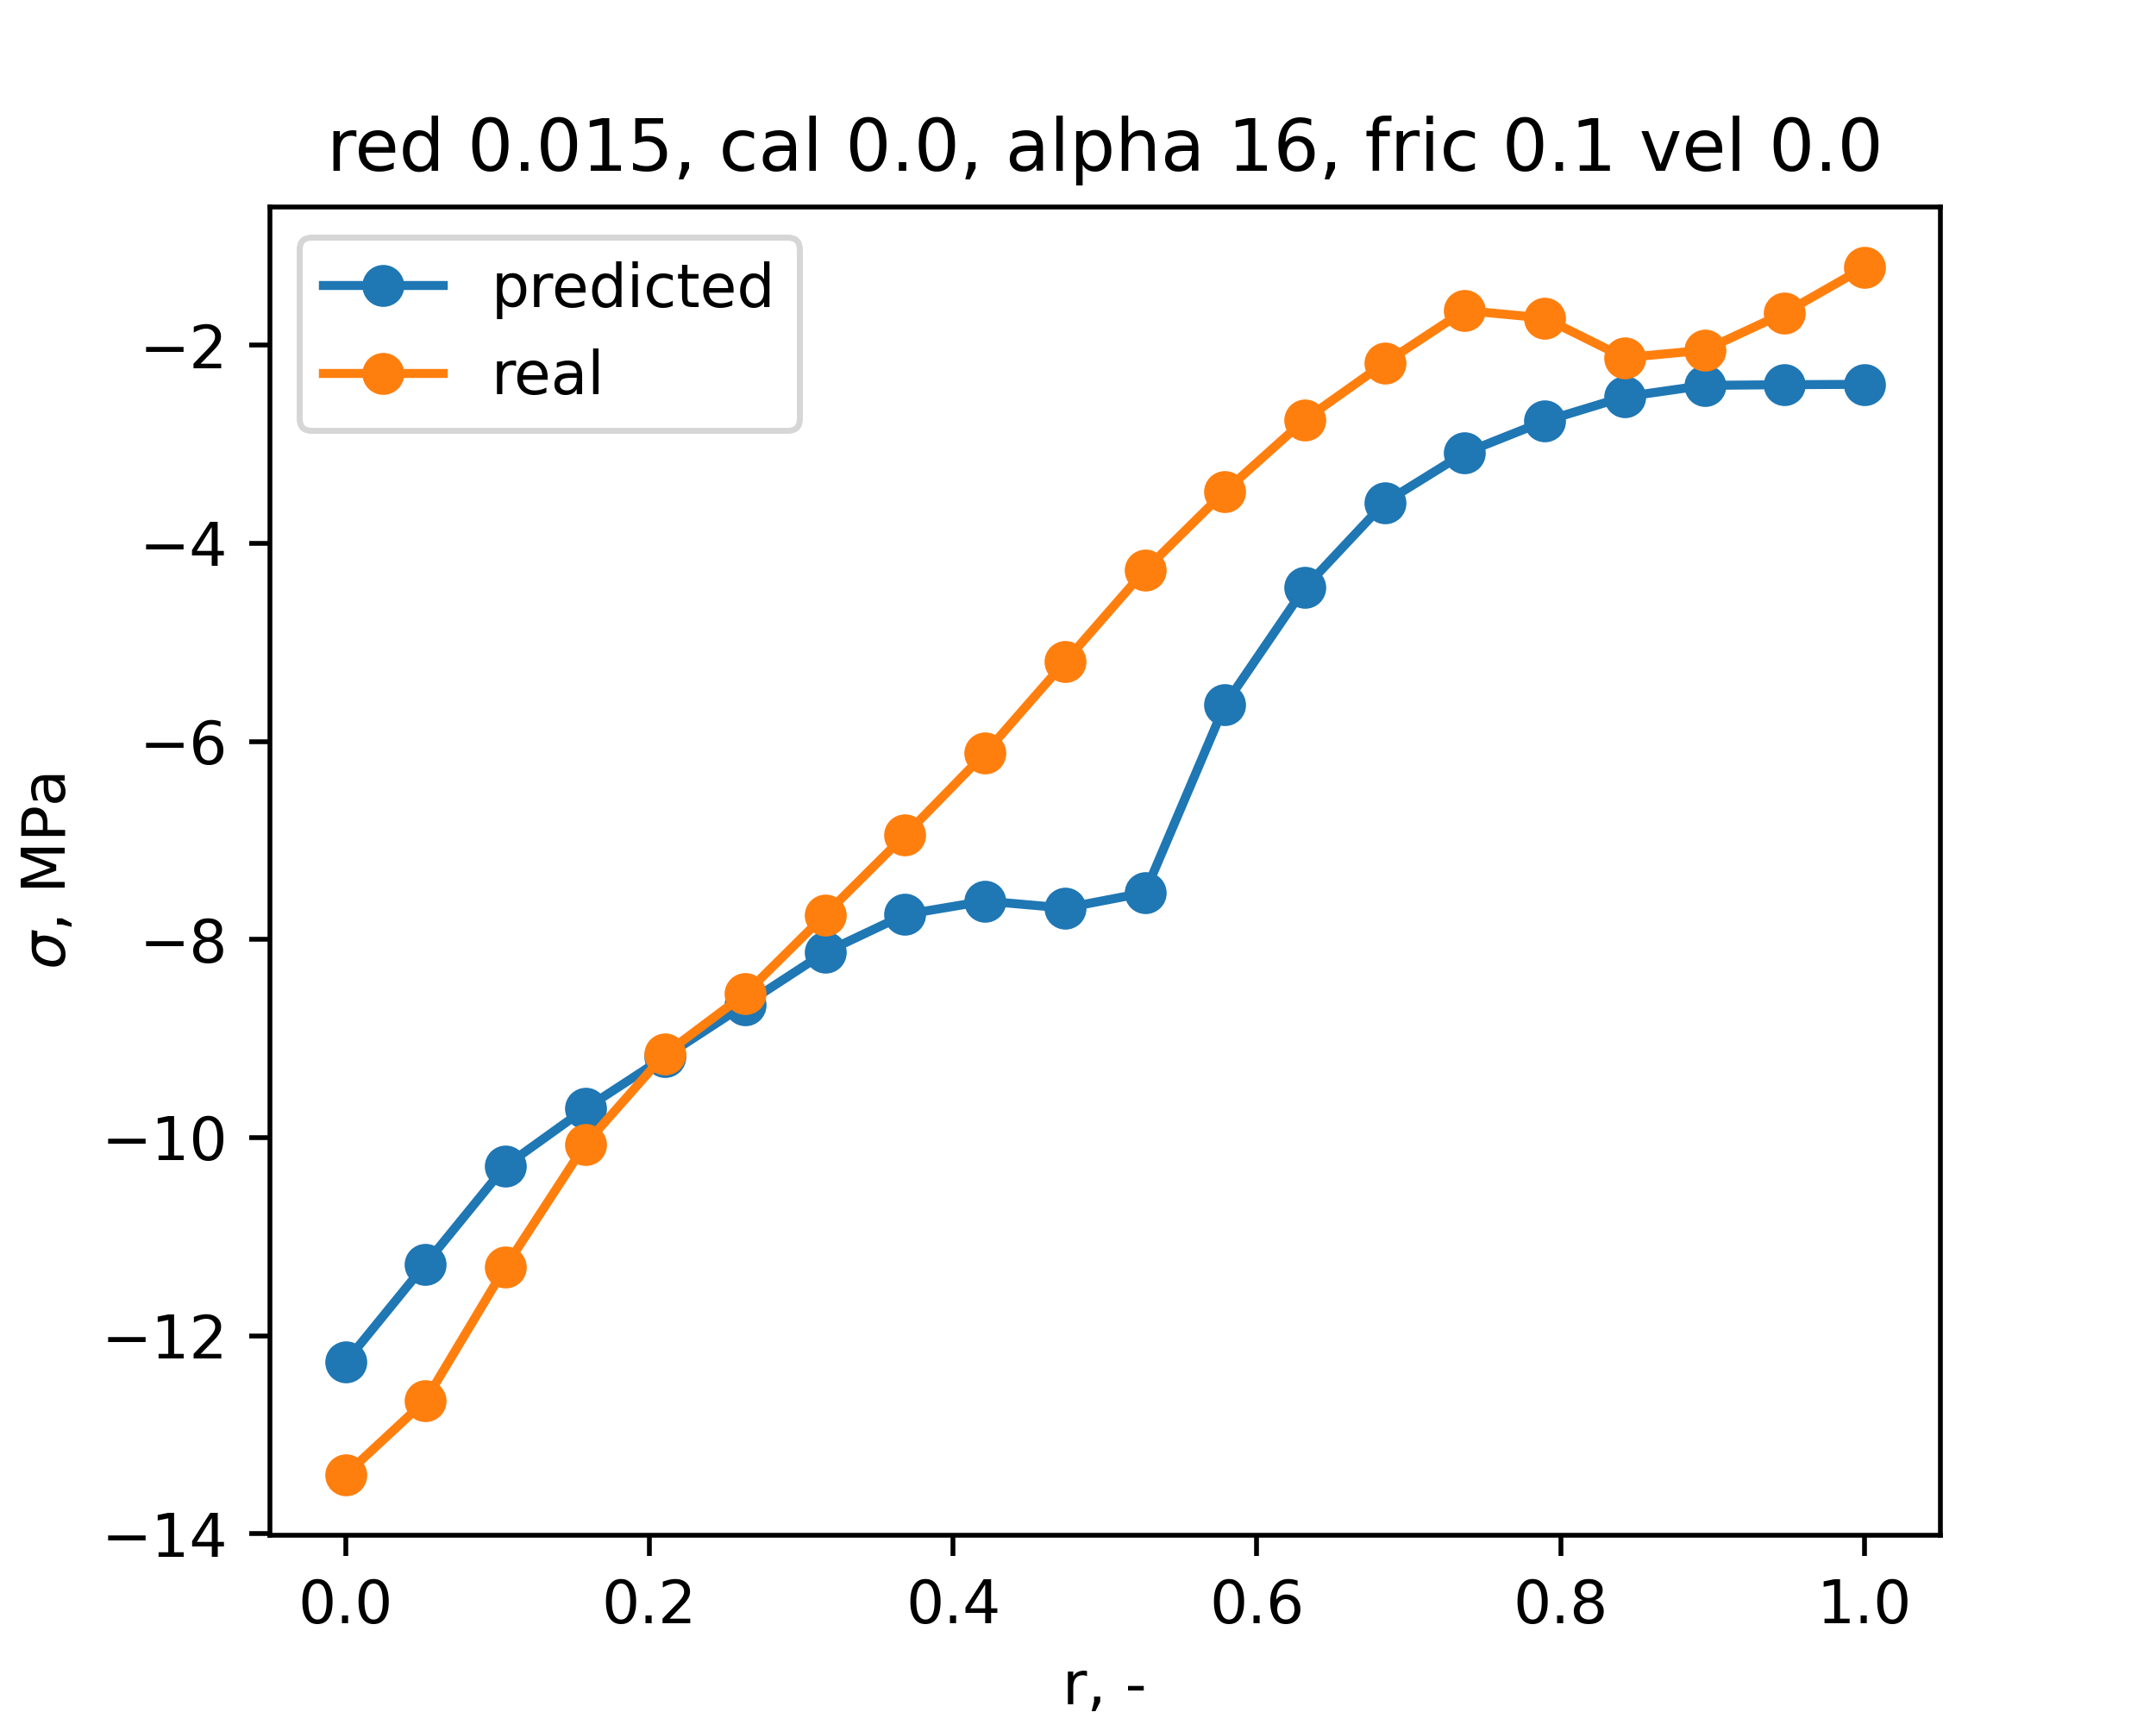 red 0.015, cal 0.0, alpha 16, fric 0.1 vel 0.0
predicted
real
−2
−4
−6
−8
−10
−12
−14
σ, MPa
0.0 0.2 0.4 0.6 0.8 1.0
r, -